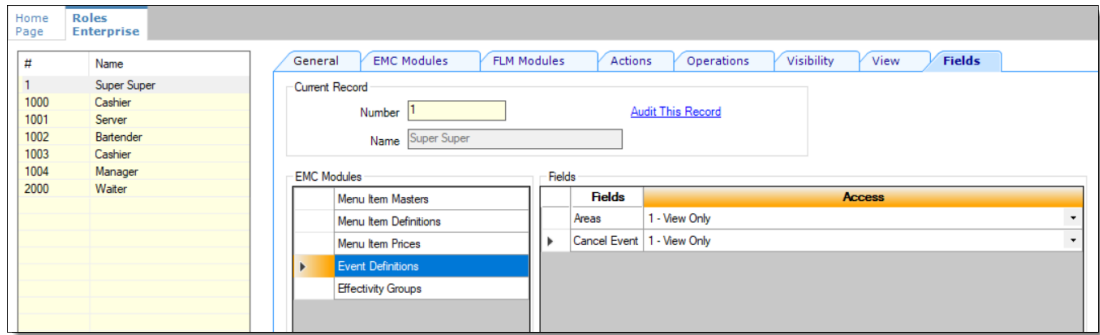 Home Page
Roles Enterprise
# Name
1 Super Super
1000 Cashier
1001 Server
1002 Bartender
1003 Cashier
1004 Manager
2000 Waiter
General EMC Modules FLM Modules Actions Operations Visibility View Fields
Current Record
Number 1 Audit This Record
Name Super Super
EMC Modules
Menu Item Masters
Menu Item Definitions
Menu Item Prices
Event Definitions
Effectivity Groups
Fields
Fields Access
Areas 1 - View Only
Cancel Event 1 - View Only